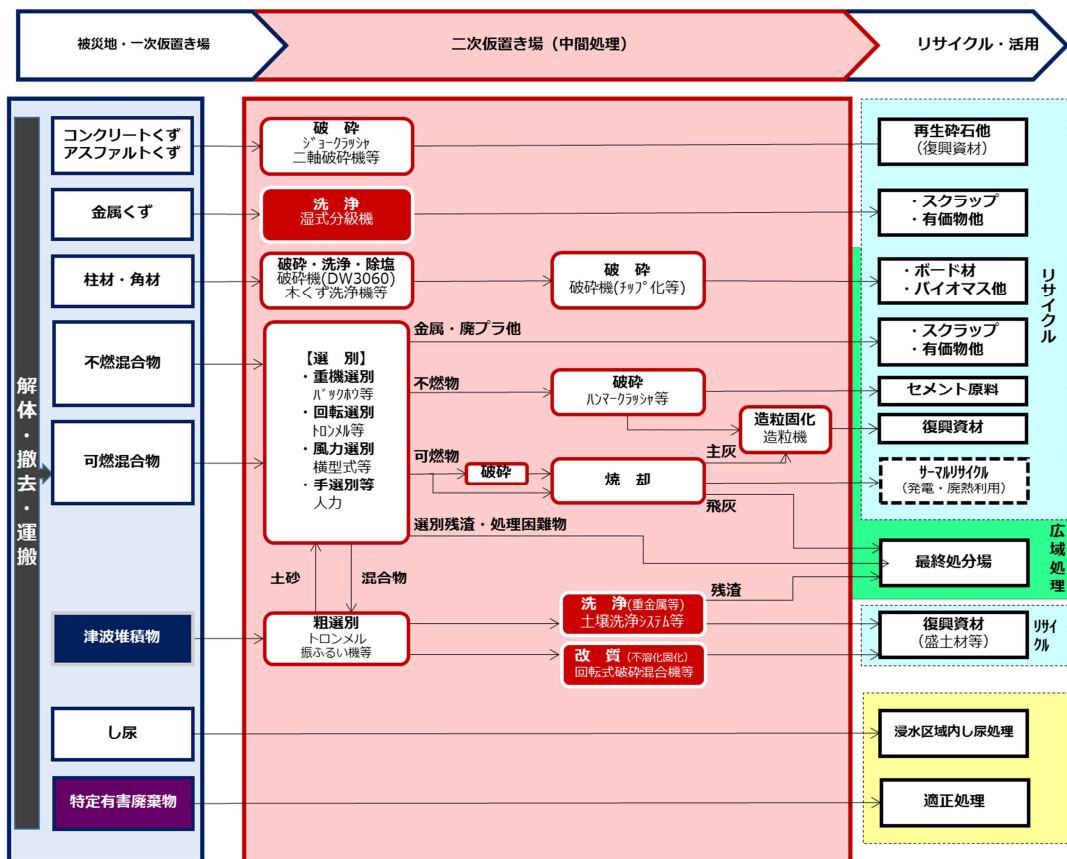 被災地・一次仮置き場
二次仮置き場（中間処理）
リサイクル・活用
解体・撤去・運搬
コンクリートくず
アスファルトくず
破　砕
ｼﾞｮｰｸﾗｯｼｬ
二軸破砕機等
再生砕石他
（復興資材）
金属くず
洗　浄
湿式分級機
・スクラップ
・有価物他
柱材・角材
破砕・洗浄・除塩
破砕機(DW3060)
木くず洗浄機等
破　砕
破砕機(ﾁｯﾌﾟ化等)
・ボード材
・バイオマス他
リサイクル
不燃混合物
可燃混合物
【選　別】
・重機選別
ﾊﾞｯｸﾎｳ等
・回転選別
ﾄﾛﾝﾒﾙ等
・風力選別
横型式等
・手選別等
人力
金属・廃プラ他
・スクラップ
・有価物他
不燃物
破砕
ﾊﾝﾏｰｸﾗｯｼｬ等
セメント原料
造粒固化
造粒機
復興資材
可燃物
破砕
焼　却
主灰
飛灰
ｻｰﾏﾙﾘｻｲｸﾙ
（発電・廃熱利用）
選別残渣・処理困難物
最終処分場
広域処理
土砂
混合物
津波堆積物
粗選別
トロンメル
振ふるい機等
洗　浄(重金属等)
土壌洗浄ｼｽﾃﾑ等
残渣
改　質（不溶化固化）
回転式破砕混合機等
復興資材
（盛土材等）
ﾘｻｲｸﾙ
し尿
浸水区域内し尿処理
特定有害廃棄物
適正処理